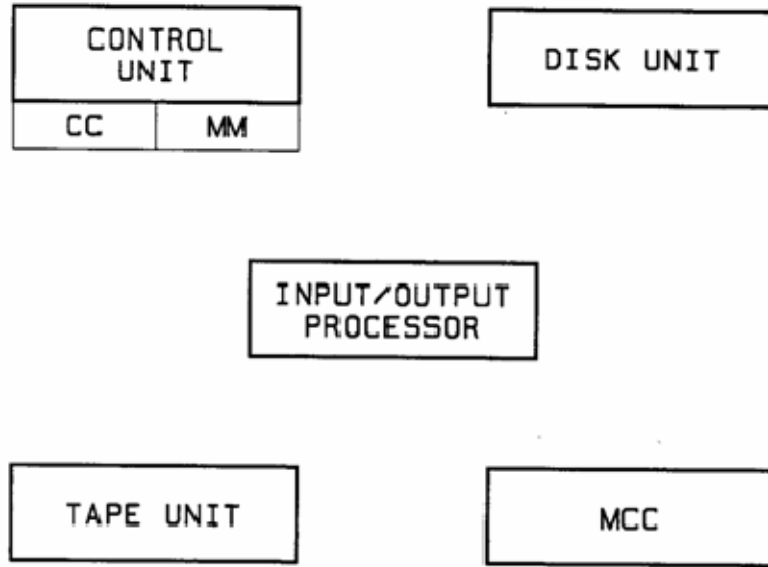 CONTROL
UNIT
DISK UNIT
CC
MM
INPUT/OUTPUT
PROCESSOR
TAPE UNIT
MCC